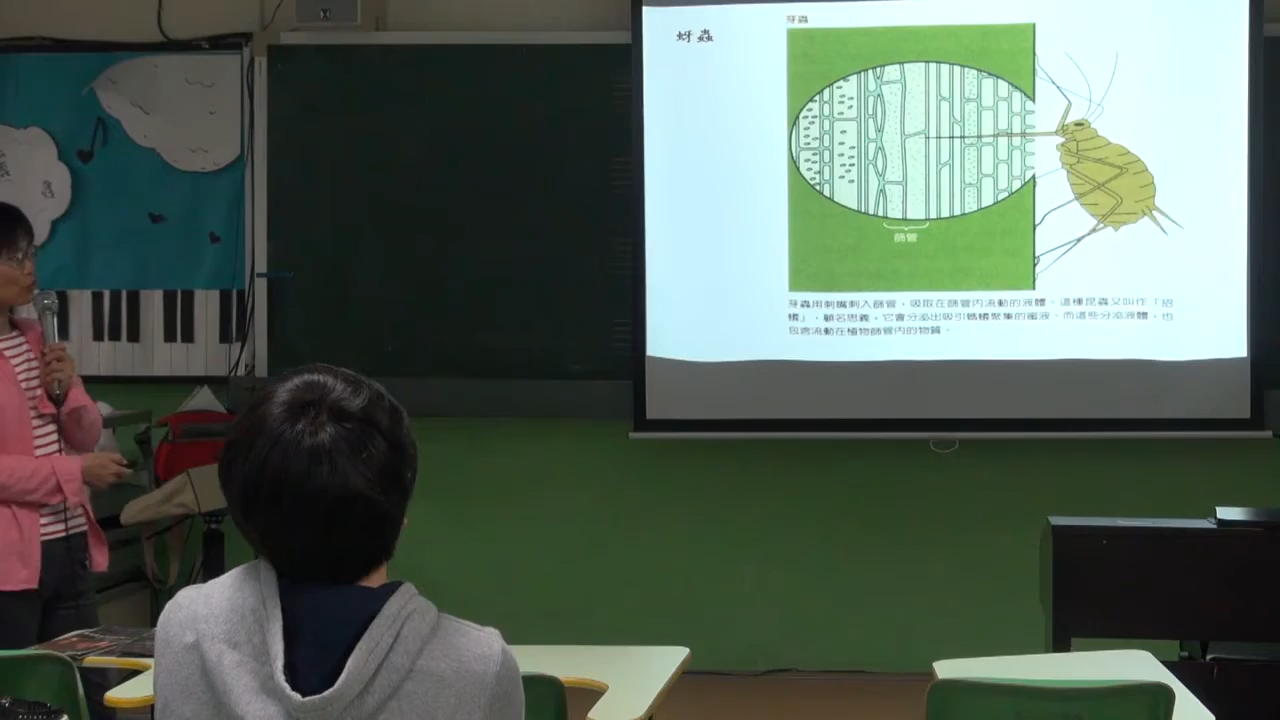 蚜蟲
芽蟲
篩管
芽蟲用刺嘴刺入篩管，吸取在篩管內流動的液體。這種昆蟲又叫作「招
蟻」，顧名思義，它會分泌出吸引螞蟻聚集的蜜液。而這些分泌液體，也
包含流動在植物篩管內的物質。